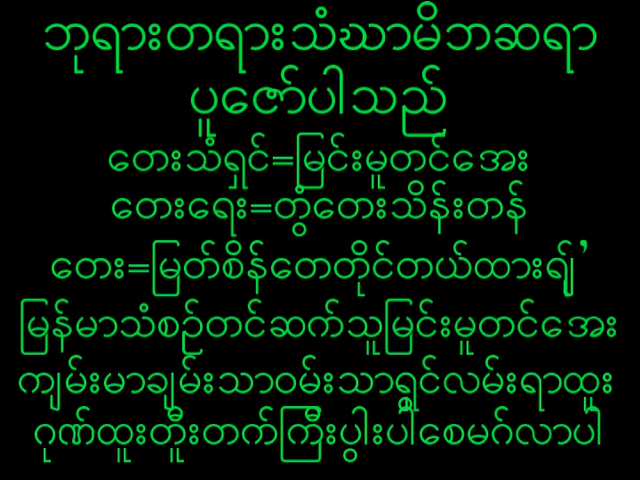 ဘုရားတရားသံဃာမိဘဆရာ
ပူဇော်ပါသည်
တေးသံရှင်=မြင်းမူတင်အေး
တေးရေး=တွံတေးသိန်းတန်
တေး=မြတ်စိန်တေတိုင်တယ်ထားရျ်’
မြန်မာသံစဉ်တင်ဆက်သူမြင်းမူတင်အေး
ကျမ်းမာချမ်းသာဝမ်းသာရွှင်လမ်းရာထူး
ဂုဏ်ထူးတိုးတက်ကြီးပွါးပါစေမင်္ဂလာပါ